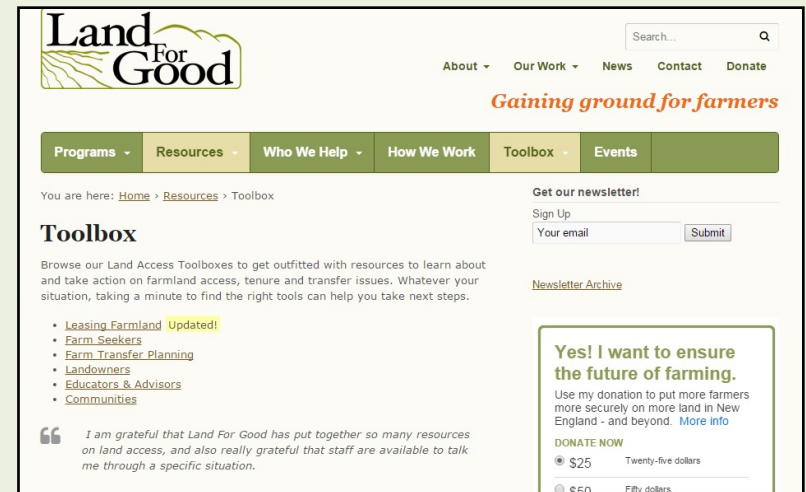 Land
For
Good
Search...
About Our Work News Contact Donate
Gaining ground for farmers
Programs Resources Who We Help How We Work Toolbox Events
You are here: Home › Resources › Toolbox
Toolbox
Browse our Land Access Toolboxes to get outfitted with resources to learn about
and take action on farmland access, tenure and transfer issues. Whatever your
situation, taking a minute to find the right tools can help you take next steps.
• Leasing Farmland Updated!
• Farm Seekers
• Farm Transfer Planning
• Landowners
• Educators & Advisors
• Communities
“ I am grateful that Land For Good has put together so many resources
on land access, and also really grateful that staff are available to talk
me through a specific situation.
Get our newsletter!
Sign Up
Your email Submit
Newsletter Archive
Yes! I want to ensure
the future of farming.
Use my donation to put more farmers
more securely on more land in New
England - and beyond. More info
DONATE NOW
$25 Twenty-five dollars
$50 Fifty dollars